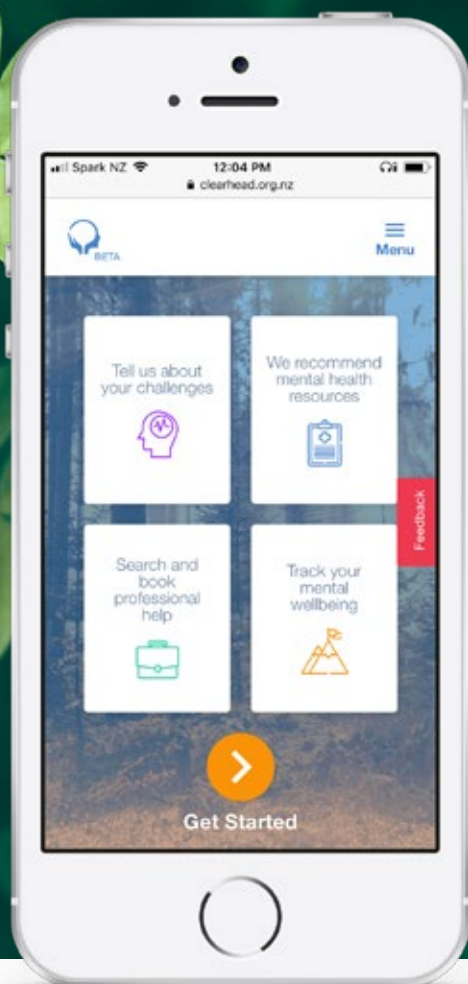 Spark NZ
12:04 PM
clearhead.org.nz
BETA
Menu
Tell us about
your challenges
We recommend
mental health
resources
Feedback
Search and
book
professional
help
Track your
mental
wellbeing
Get Started